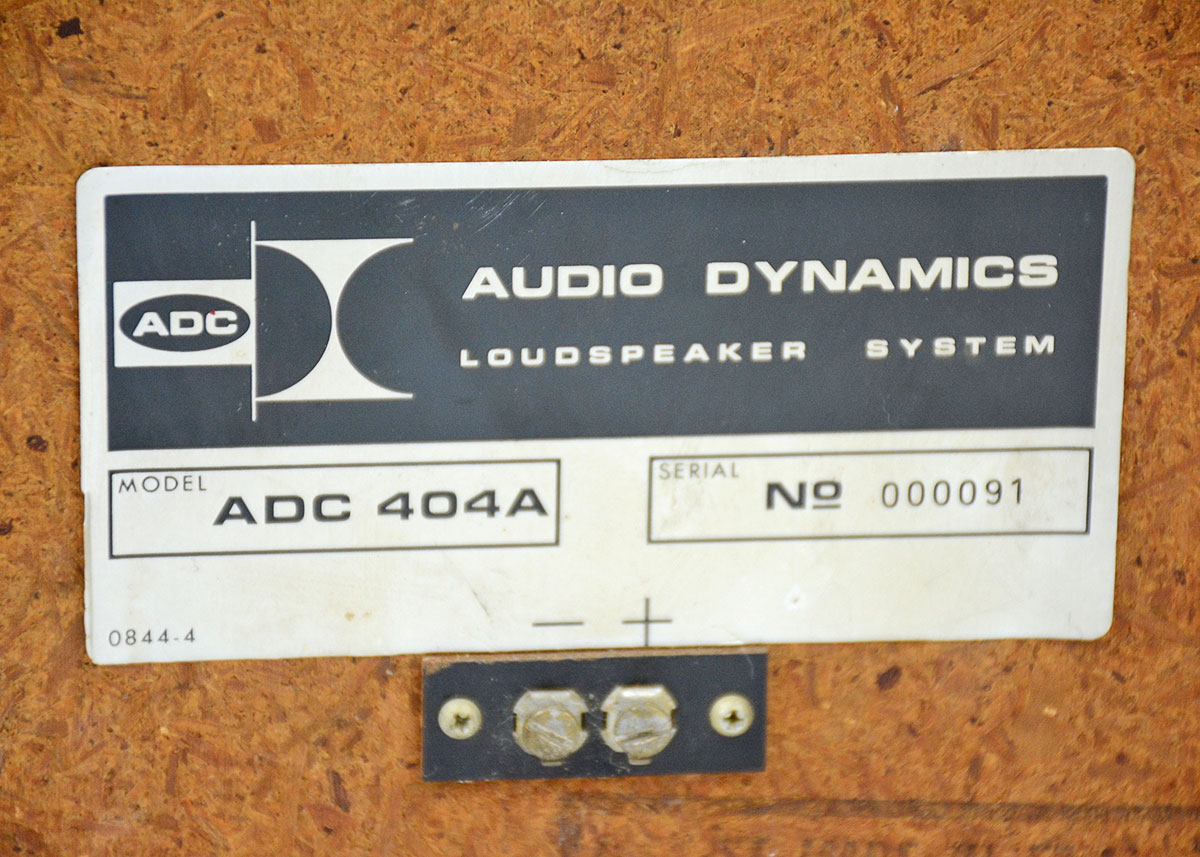 ADC
AUDIO DYNAMICS
LOUDSPEAKER SYSTEM
MODEL ADC 404A
SERIAL Nº 000091
0844-4
− +